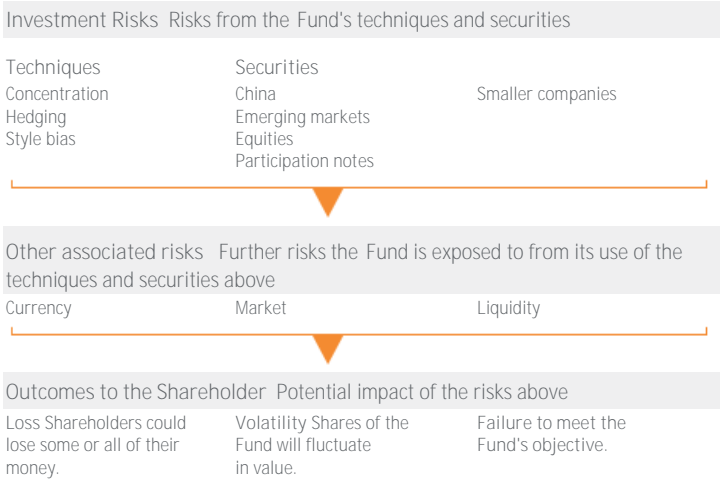 Investment Risks Risks from the Fund's techniques and securities
Techniques
Concentration
Hedging
Style bias
Securities
China
Emerging markets
Equities
Participation notes
Smaller companies
Other associated risks Further risks the Fund is exposed to from its use of the
techniques and securities above
Currency
Market
Liquidity
Outcomes to the Shareholder Potential impact of the risks above
Loss Shareholders could
lose some or all of their
money.
Volatility Shares of the
Fund will fluctuate
in value.
Failure to meet the
Fund's objective.